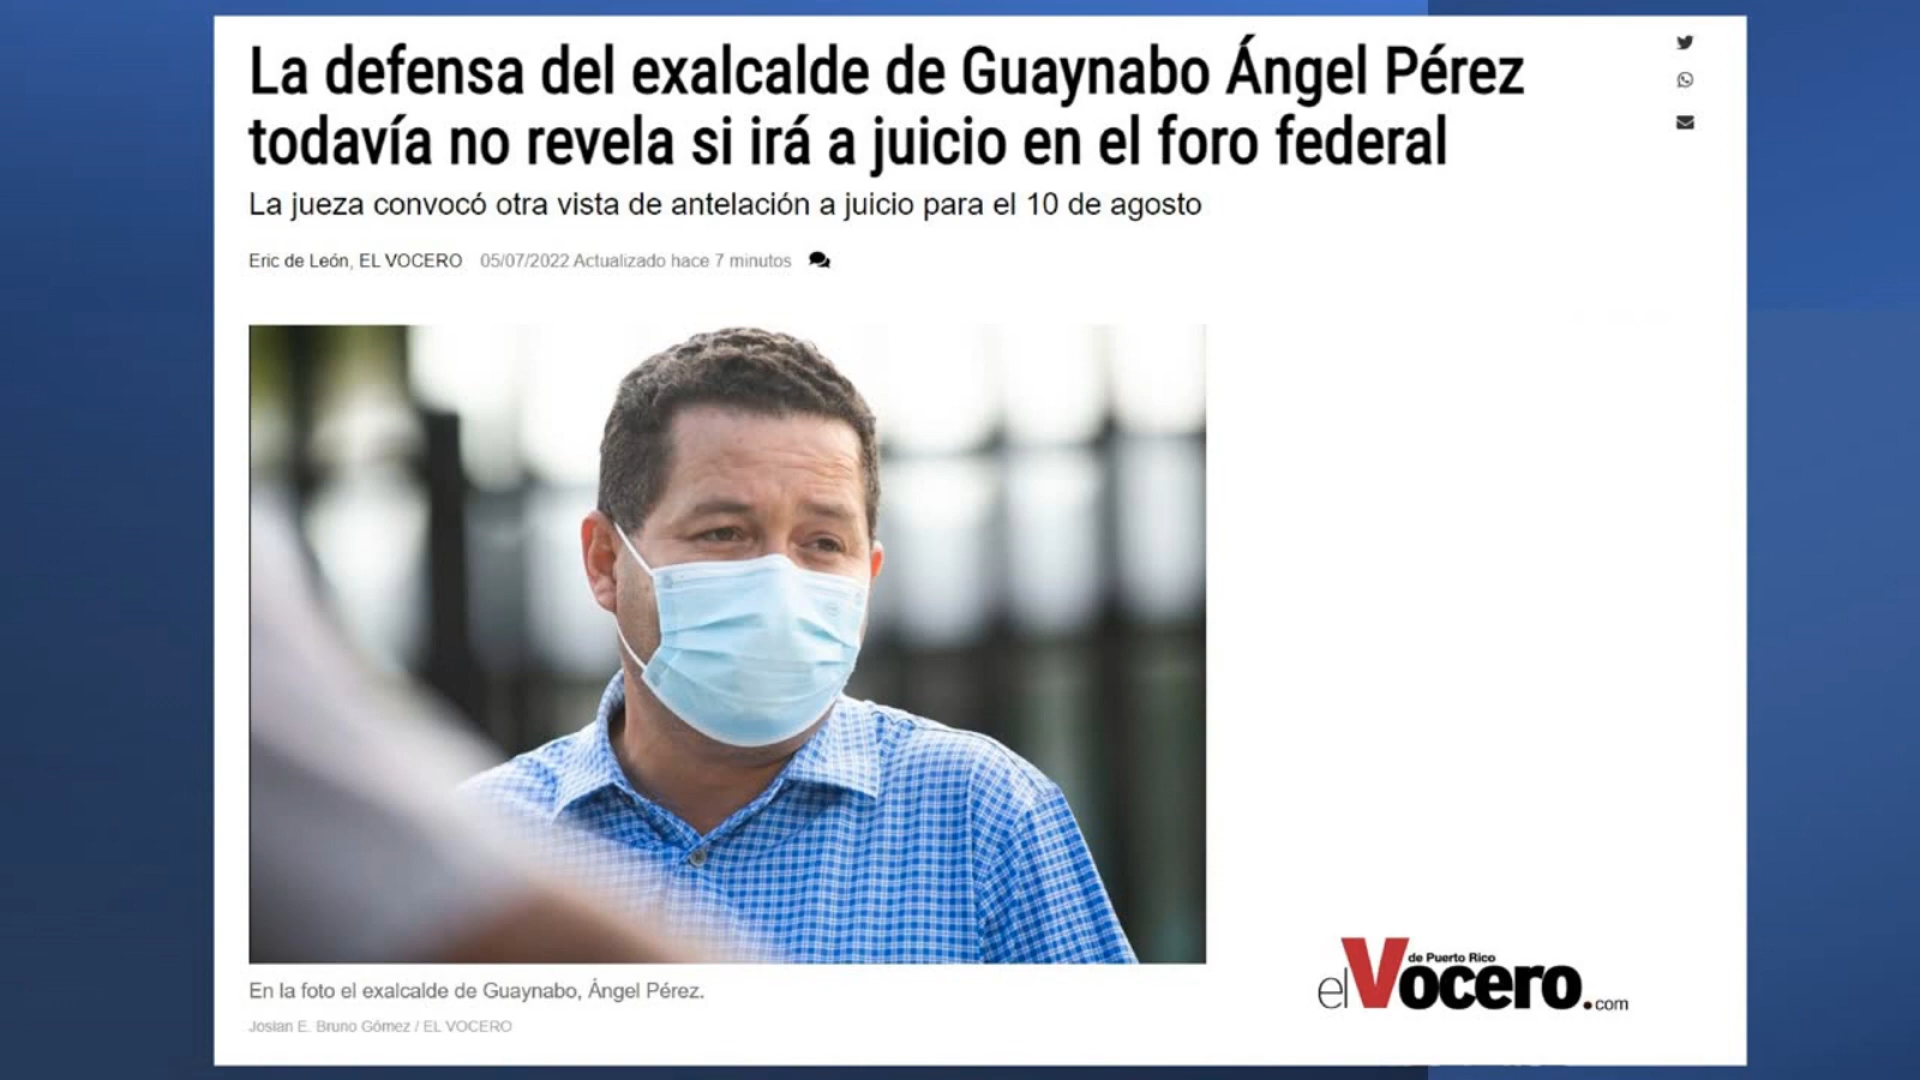 La defensa del exalcalde de Guaynabo Ángel Pérez
todavía no revela si irá a juicio en el foro federal
La jueza convocó otra vista de antelación a juicio para el 10 de agosto
Eric de León, EL VOCERO 05/07/2022 Actualizado hace 7 minutos
En la foto el exalcalde de Guaynabo, Ángel Pérez.
Josian E. Bruno Gómez / EL VOCERO
de Puerto Rico
el Vocero.com